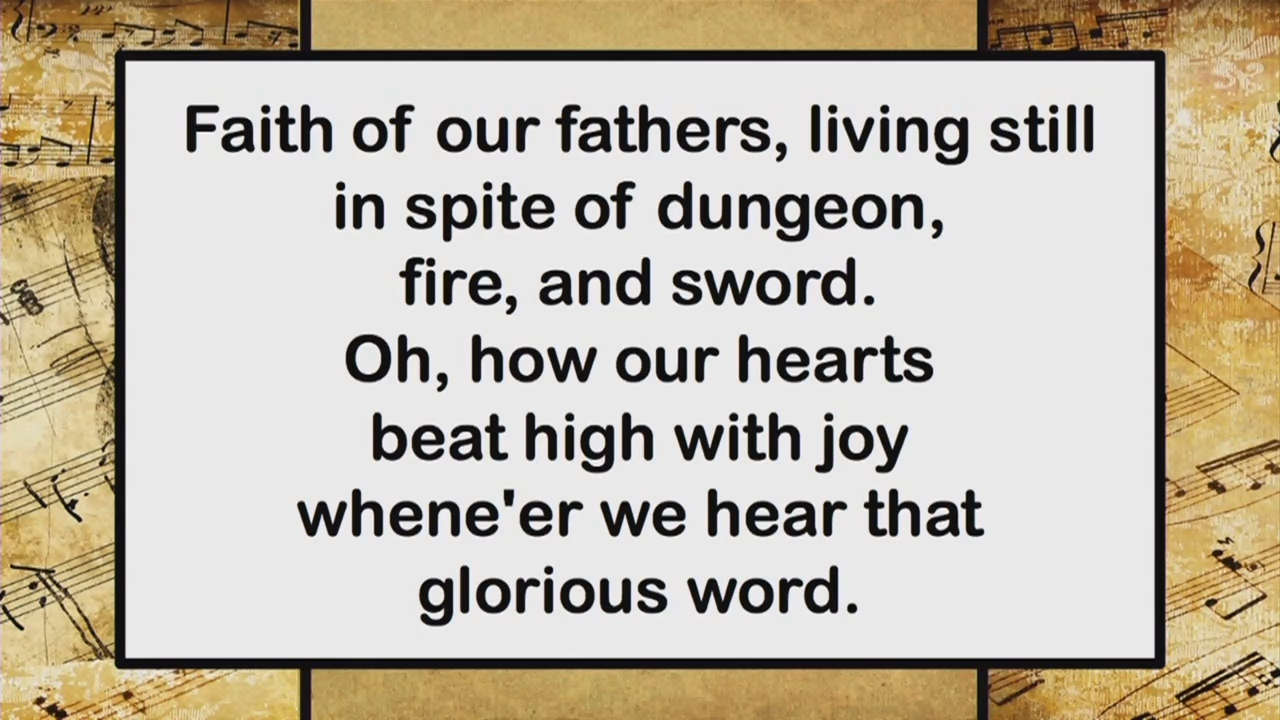 Faith of our fathers, living still
in spite of dungeon,
fire, and sword.
Oh, how our hearts
beat high with joy
whene'er we hear that
glorious word.